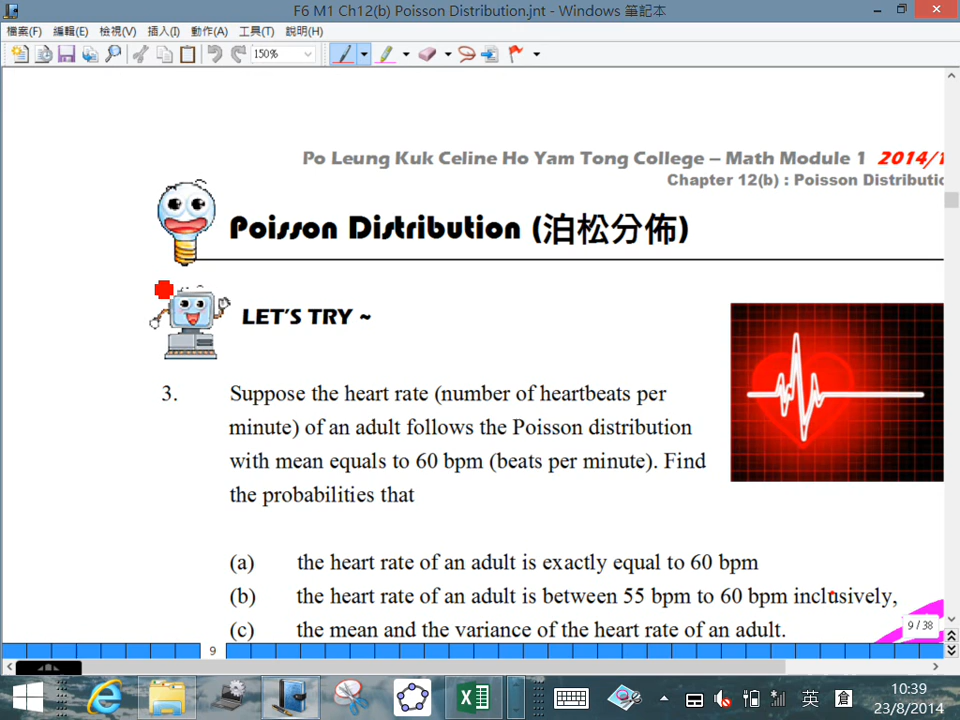 F6 M1 Ch12(b) Poisson Distribution.jnt - Windows 筆記本
檔案(F) 編輯(E) 檢視(V) 插入(I) 動作(A) 工具(T) 說明(H)
150%
Po Leung Kuk Celine Ho Yam Tong College – Math Module 1 2014/1
Chapter 12(b) : Poisson Distributio
Poisson Distribution (泊松分佈)
LET'S TRY ~
3. Suppose the heart rate (number of heartbeats per
minute) of an adult follows the Poisson distribution
with mean equals to 60 bpm (beats per minute). Find
the probabilities that
(a) the heart rate of an adult is exactly equal to 60 bpm
(b) the heart rate of an adult is between 55 bpm to 60 bpm inclusively,
(c) the mean and the variance of the heart rate of an adult.
9 / 38
9
英 倉
10:39
23/8/2014